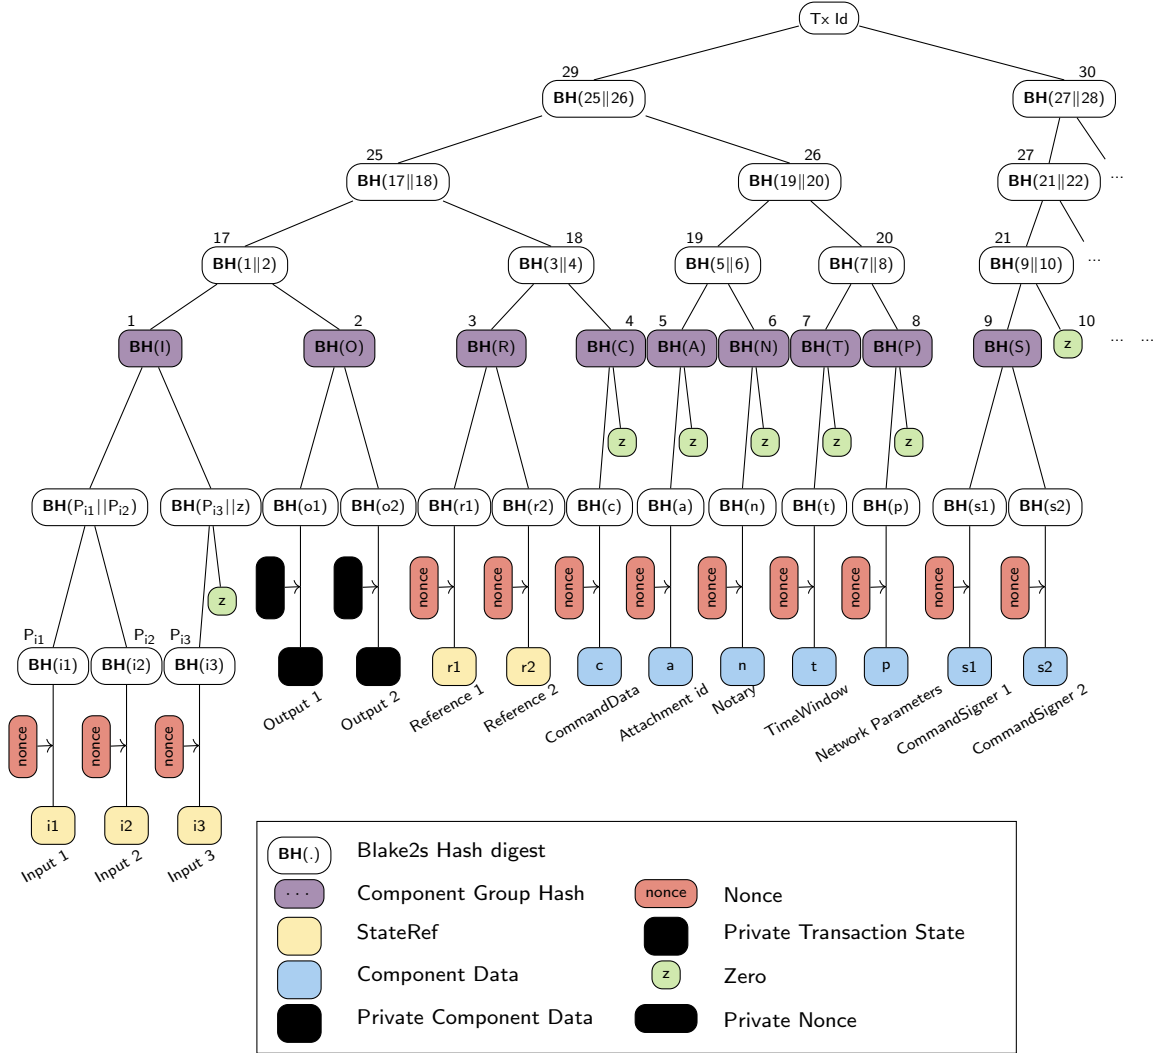 Tx Id
29 30
BH(25∥26) BH(27∥28)
25 26 27
BH(17∥18) BH(19∥20) BH(21∥22) ...
17 18 19 20 21
BH(1∥2) BH(3∥4) BH(5∥6) BH(7∥8) BH(9∥10) ...
1 2 3 4 5 6 7 8 9 10
BH(I) BH(O) BH(R) BH(C) BH(A) BH(N) BH(T) BH(P) BH(S) z ... ...
z z z z z
BH(Pi1||Pi2) BH(Pi3||z) BH(o1) BH(o2) BH(r1) BH(r2) BH(c) BH(a) BH(n) BH(t) BH(p) BH(s1) BH(s2)
nonce nonce nonce nonce nonce nonce nonce nonce nonce
z
Pi1 Pi2 Pi3
BH(i1) BH(i2) BH(i3) r1 r2 c a n t p s1 s2
Output 1 Output 2 Reference 1 Reference 2 CommandData Attachment id Notary TimeWindow Network Parameters CommandSigner 1 CommandSigner 2
nonce nonce nonce
i1 i2 i3
Input 1 Input 2 Input 3
BH(.) Blake2s Hash digest
... Component Group Hash nonce Nonce
StateRef Private Transaction State
Component Data z Zero
Private Component Data Private Nonce